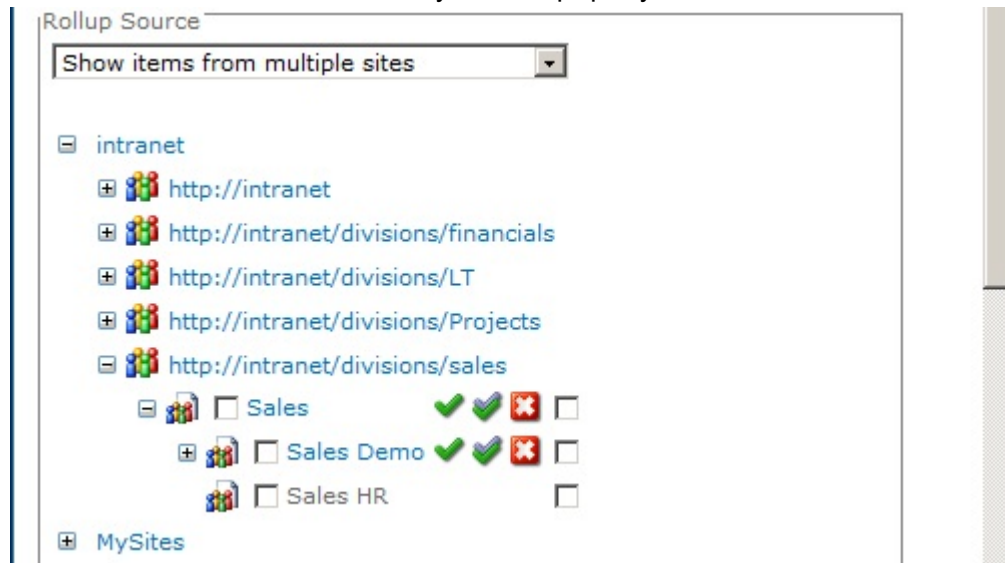 Rollup Source
Show items from multiple sites
intranet
http://intranet
http://intranet/divisions/financials
http://intranet/divisions/LT
http://intranet/divisions/Projects
http://intranet/divisions/sales
Sales
Sales Demo
Sales HR
MySites